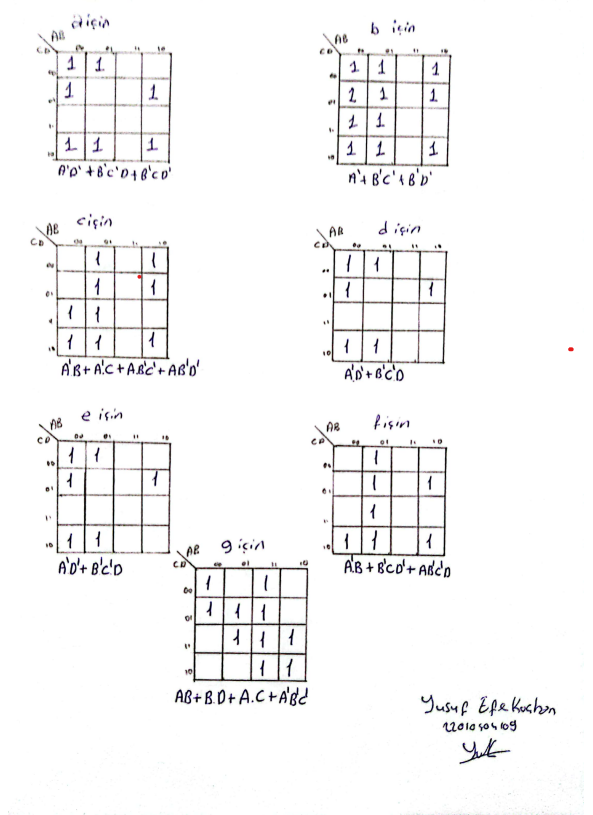 a için
AB
CD 00 01 11 10
00 1 1
01 1 1
11
10 1 1 1
A'D' + B'C'D + B'CD'
b için
AB
CD 00 01 11 10
00 1 1 1
01 1 1 1
11 1 1
10 1 1 1
A' + B'C' + B'D'
c için
AB
CD 00 01 11 10
00 1 1
01 1 1
11 1 1
10 1 1 1
A'B + A'C + AB'C' + AB'D'
d için
AB
CD 00 01 11 10
00 1 1
01 1 1
11
10 1 1
A'D' + B'C'D
e için
AB
CD 00 01 11 10
00 1 1
01 1 1
11
10 1 1
A'D' + B'C'D
f için
AB
CD 00 01 11 10
00 1
01 1 1
11 1
10 1 1 1
A'B + B'CD' + AB'C'D
g için
AB
CD 00 01 11 10
00 1 1
01 1 1 1
11 1 1 1
10 1 1
AB + B.D + A.C + A'B'C'
Yusuf Efe